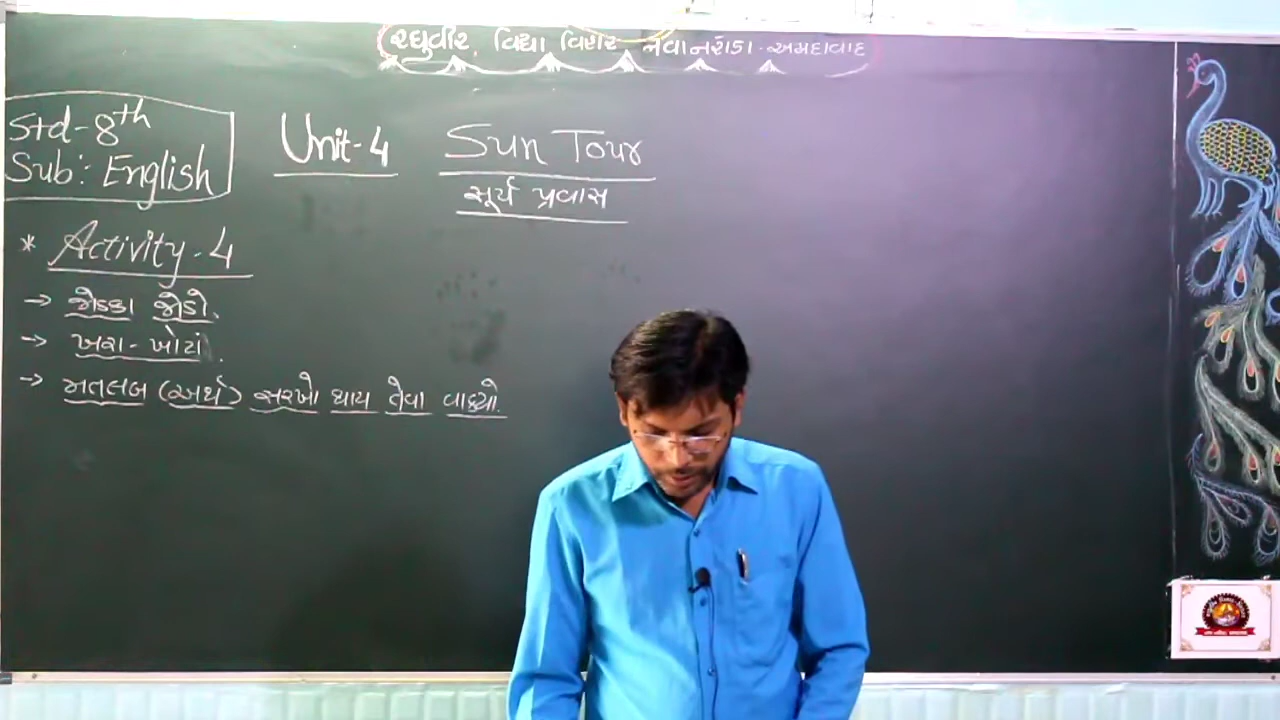 રઘુવીર વિદ્યા વિહાર નવાનરોડા-અમદાવાદ
Std-8th
Sub: English
Unit-4 Sun Tour
સૂર્ય પ્રવાસ
* Activity-4
→ જોડકા જોડો.
→ ખરા-ખોટાં.
→ મતલબ (અર્થ) સરખો થાય તેવા વાક્યો.